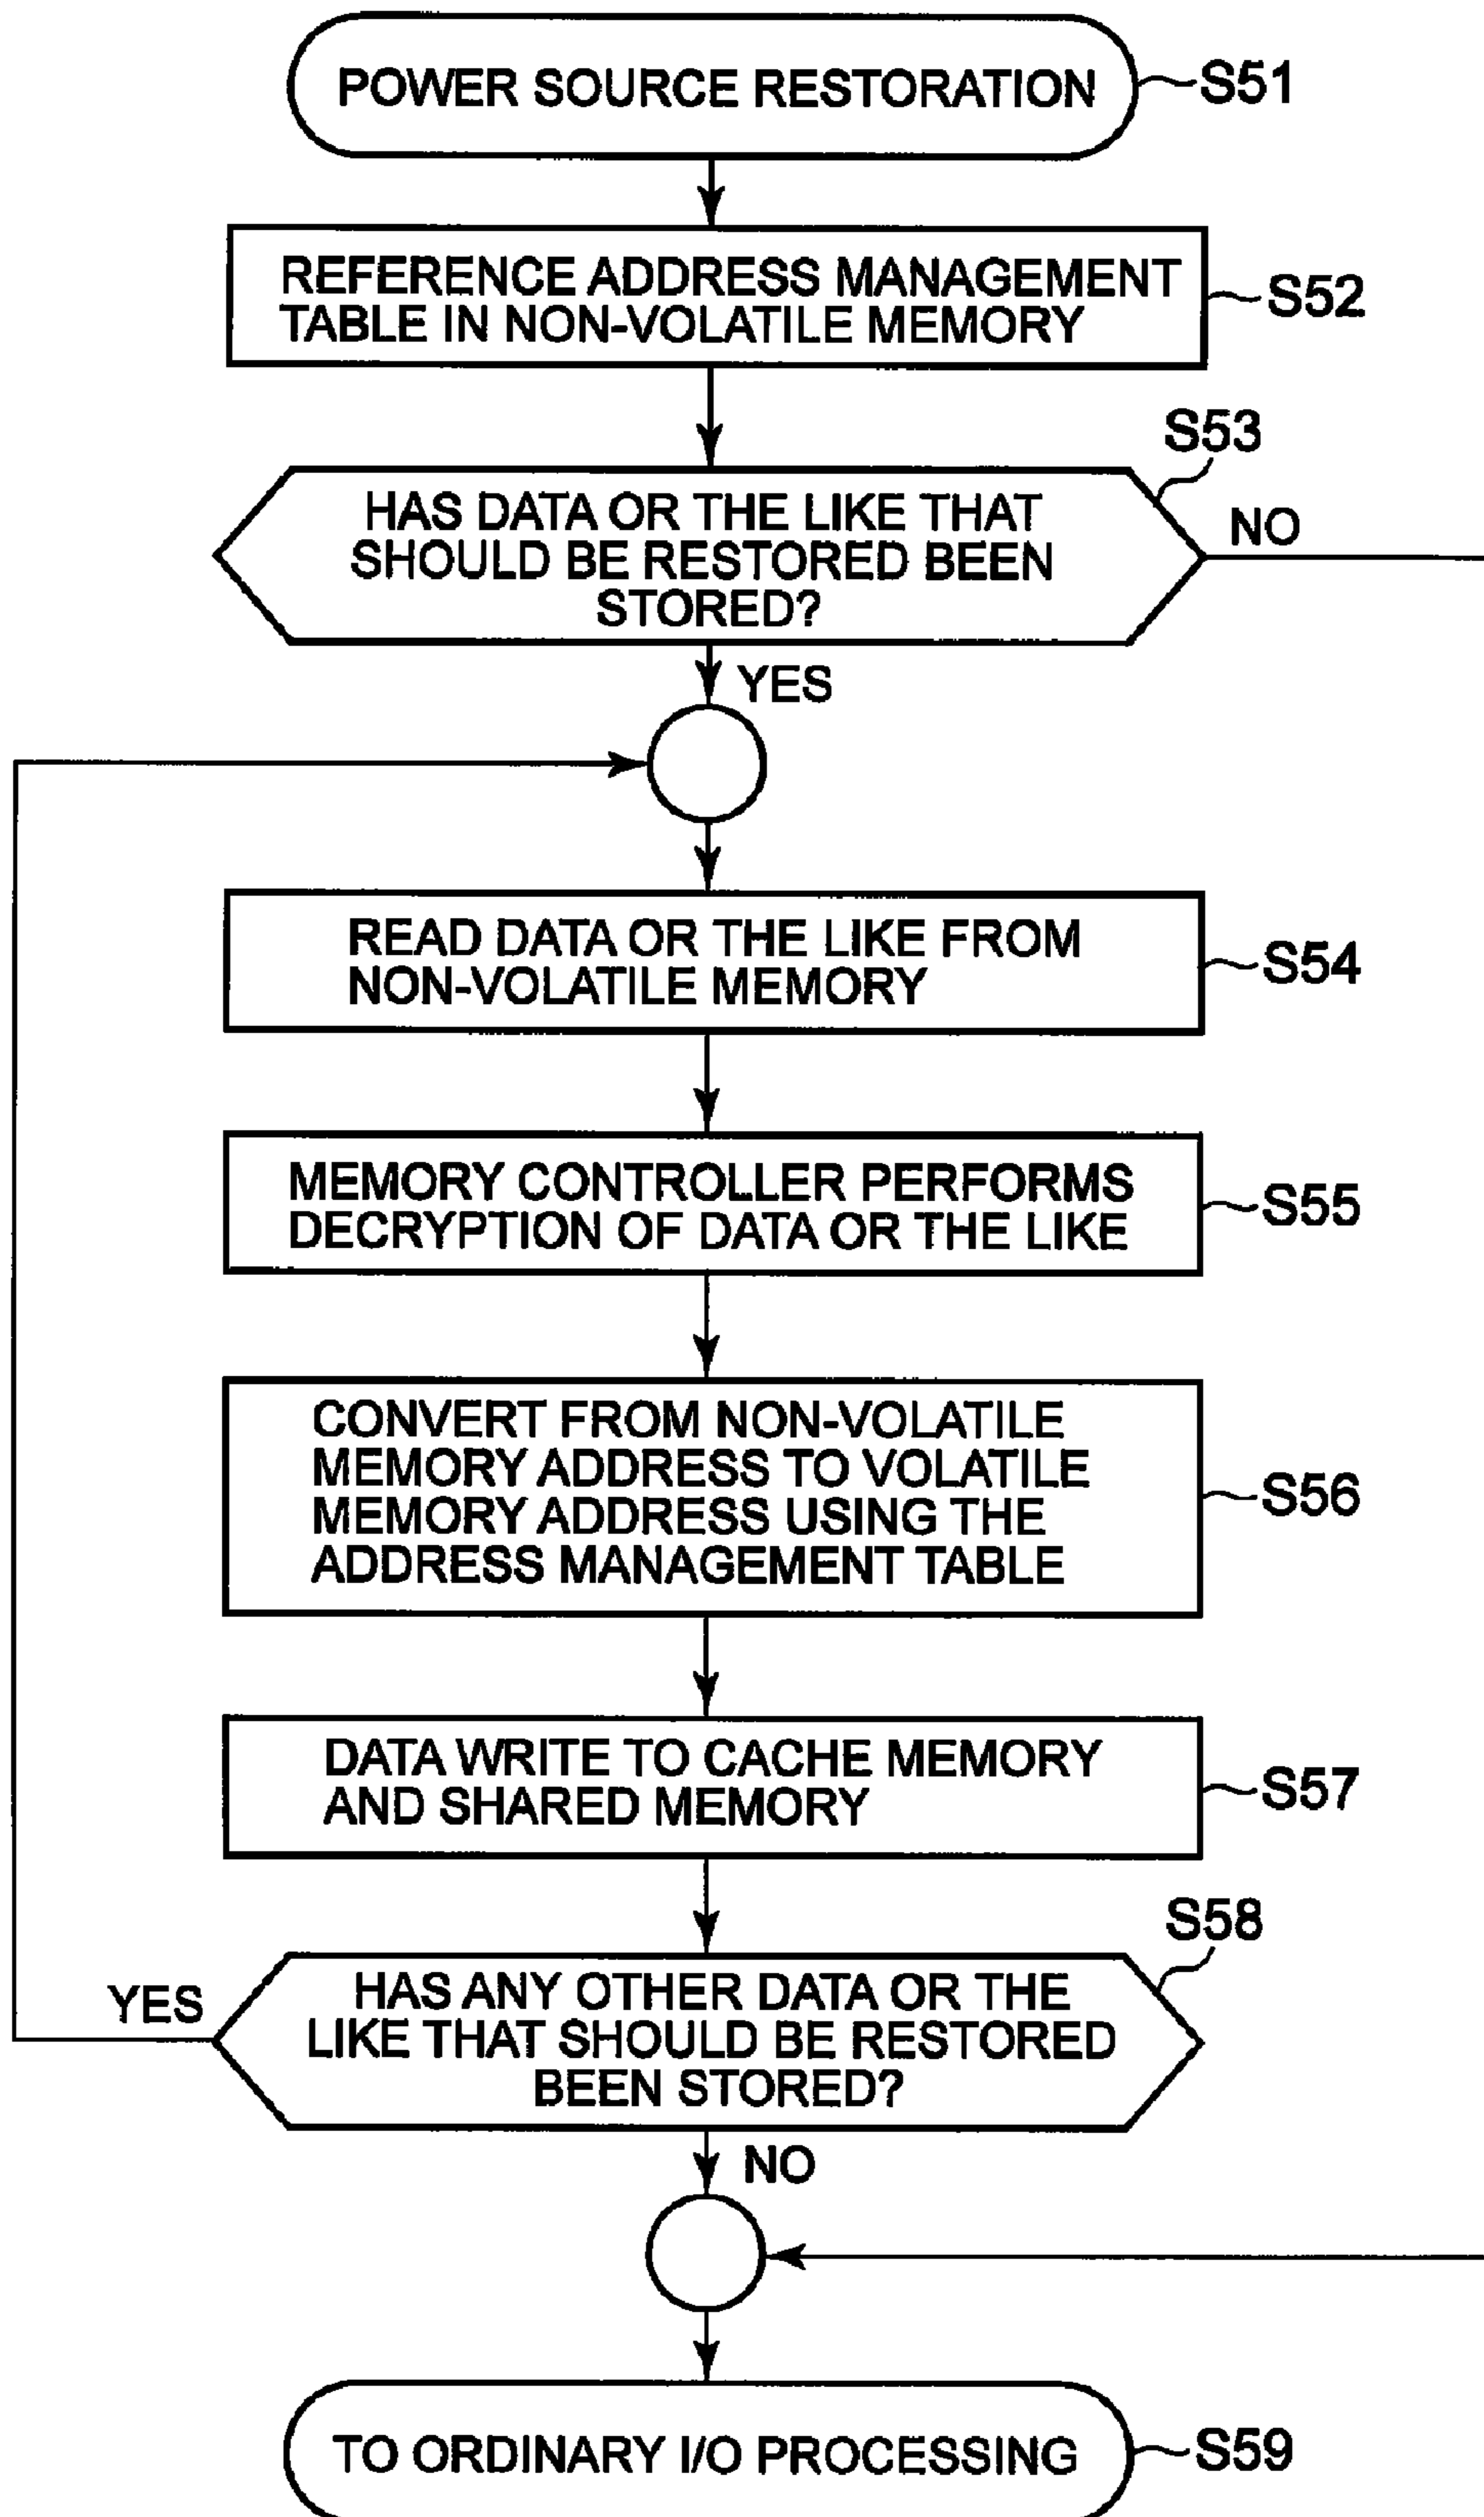 POWER SOURCE RESTORATION
S51
REFERENCE ADDRESS MANAGEMENT
TABLE IN NON-VOLATILE MEMORY
S52
S53
HAS DATA OR THE LIKE THAT
SHOULD BE RESTORED BEEN
STORED?
NO
YES
READ DATA OR THE LIKE FROM
NON-VOLATILE MEMORY
S54
MEMORY CONTROLLER PERFORMS
DECRYPTION OF DATA OR THE LIKE
S55
CONVERT FROM NON-VOLATILE
MEMORY ADDRESS TO VOLATILE
MEMORY ADDRESS USING THE
ADDRESS MANAGEMENT TABLE
S56
DATA WRITE TO CACHE MEMORY
AND SHARED MEMORY
S57
S58
YES
HAS ANY OTHER DATA OR THE
LIKE THAT SHOULD BE RESTORED
BEEN STORED?
NO
TO ORDINARY I/O PROCESSING
S59